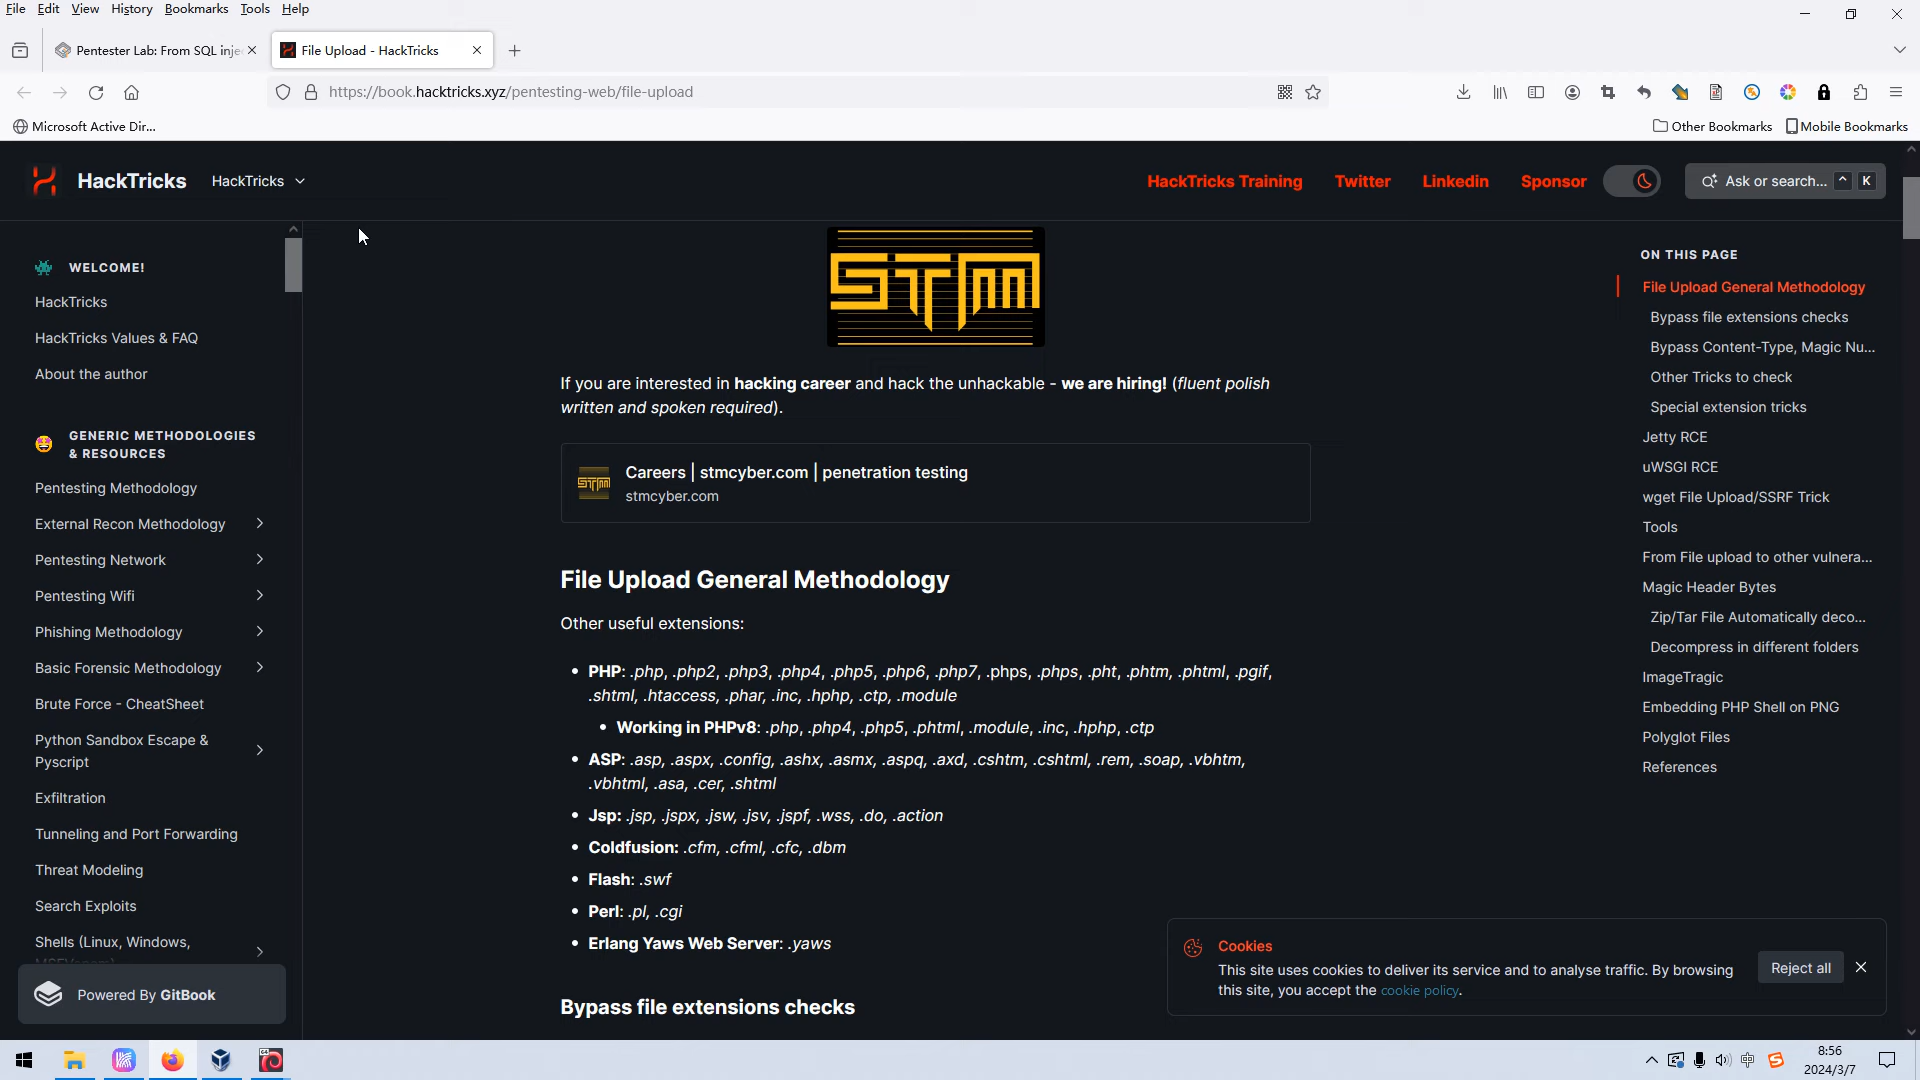 File Edit View History Bookmarks Tools Help
Pentester Lab: From SQL inje
File Upload - HackTricks
https://book.hacktricks.xyz/pentesting-web/file-upload
Microsoft Active Dir...
Other Bookmarks
Mobile Bookmarks
HackTricks
HackTricks
HackTricks Training
Twitter
Linkedin
Sponsor
Ask or search... ^ K
WELCOME!
HackTricks
HackTricks Values & FAQ
About the author
GENERIC METHODOLOGIES
& RESOURCES
Pentesting Methodology
External Recon Methodology
Pentesting Network
Pentesting Wifi
Phishing Methodology
Basic Forensic Methodology
Brute Force - CheatSheet
Python Sandbox Escape &
Pyscript
Exfiltration
Tunneling and Port Forwarding
Threat Modeling
Search Exploits
Shells (Linux, Windows,
Powered By GitBook
STM
If you are interested in hacking career and hack the unhackable - we are hiring! (fluent polish
written and spoken required).
STM
Careers | stmcyber.com | penetration testing
stmcyber.com
File Upload General Methodology
Other useful extensions:
• PHP: .php, .php2, .php3, .php4, .php5, .php6, .php7, .phps, .phps, .pht, .phtm, .phtml, .pgif,
.shtml, .htaccess, .phar, .inc, .hphp, .ctp, .module
• Working in PHPv8: .php, .php4, .php5, .phtml, .module, .inc, .hphp, .ctp
• ASP: .asp, .aspx, .config, .ashx, .asmx, .aspq, .axd, .cshtm, .cshtml, .rem, .soap, .vbhtm,
.vbhtml, .asa, .cer, .shtml
• Jsp: .jsp, .jspx, .jsw, .jsv, .jspf, .wss, .do, .action
• Coldfusion: .cfm, .cfml, .cfc, .dbm
• Flash: .swf
• Perl: .pl, .cgi
• Erlang Yaws Web Server: .yaws
Bypass file extensions checks
ON THIS PAGE
File Upload General Methodology
Bypass file extensions checks
Bypass Content-Type, Magic Nu...
Other Tricks to check
Special extension tricks
Jetty RCE
uWSGI RCE
wget File Upload/SSRF Trick
Tools
From File upload to other vulnera...
Magic Header Bytes
Zip/Tar File Automatically deco...
Decompress in different folders
ImageTragic
Embedding PHP Shell on PNG
Polyglot Files
References
Cookies
This site uses cookies to deliver its service and to analyse traffic. By browsing
this site, you accept the cookie policy.
Reject all
64
中
8:56
2024/3/7